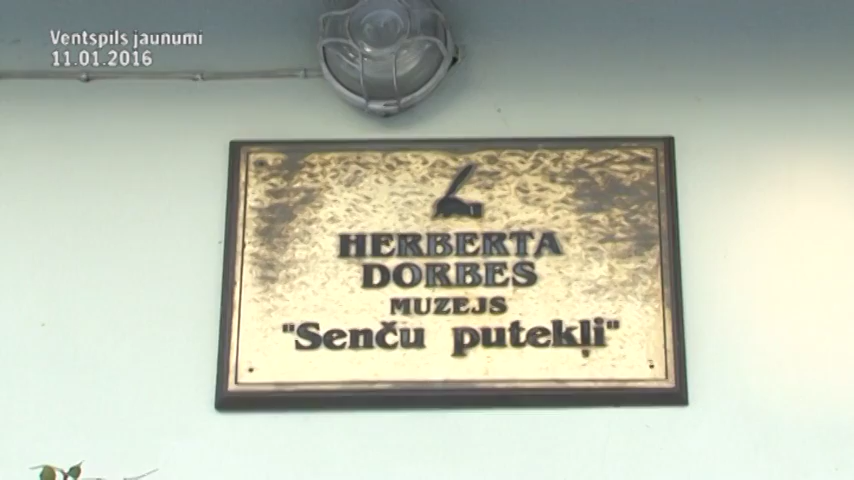 Ventspils jaunumi
11.01.2016
HERBERTA
DORBES
MUZEJS
"Senču putekļi"